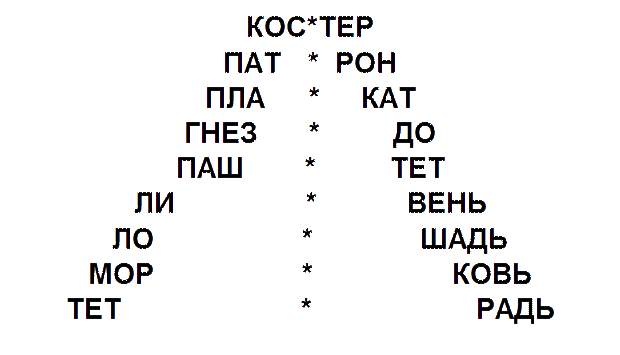 КОС*ТЕР
ПАТ * РОН
ПЛА * КАТ
ГНЕЗ * ДО
ПАШ * ТЕТ
ЛИ * ВЕНЬ
ЛО * ШАДЬ
МОР * КОВЬ
ТЕТ * РАДЬ